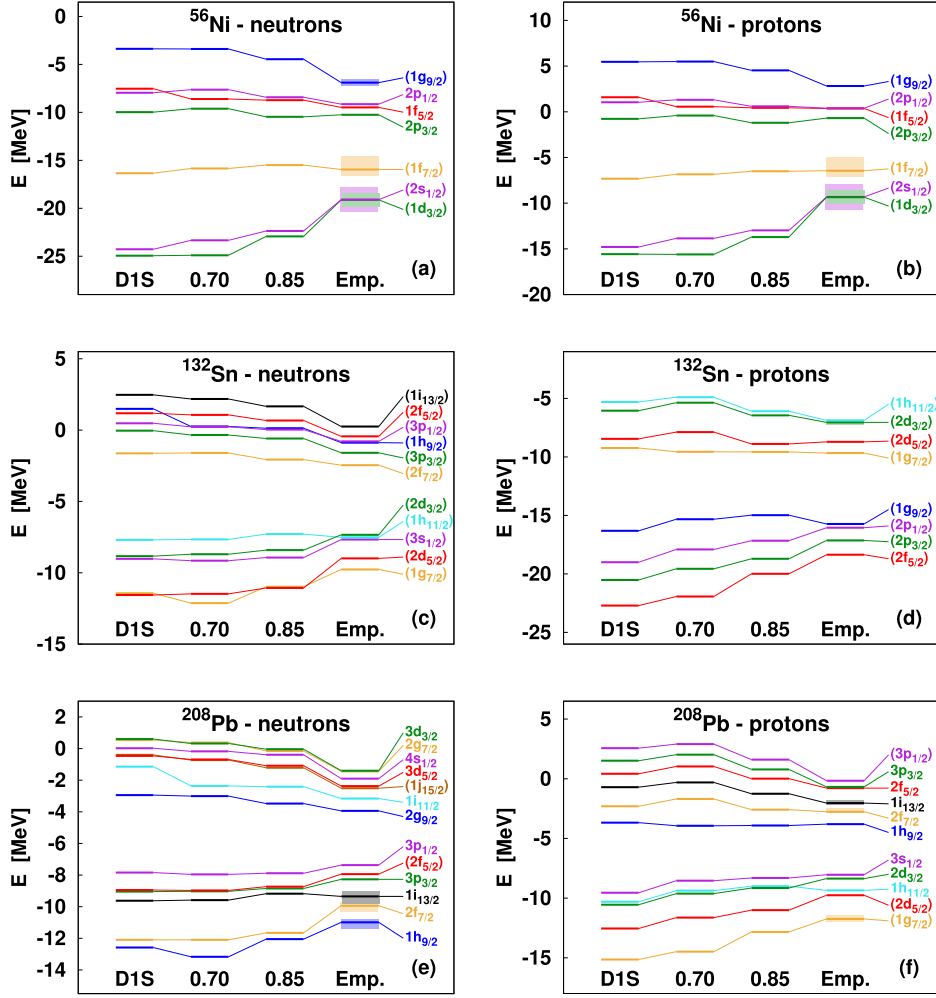 ⁵⁶Ni - neutrons
E [MeV]
0
-5
-10
-15
-20
-25
(1g9/2)
2p1/2
1f5/2
2p3/2
(1f7/2)
(2s1/2)
(1d3/2)
(a)
D1S 0.70 0.85 Emp.
⁵⁶Ni - protons
E [MeV]
10
5
0
-5
-10
-15
-20
(1g9/2)
(2p1/2)
(1f5/2)
(2p3/2)
(1f7/2)
(2s1/2)
(1d3/2)
(b)
D1S 0.70 0.85 Emp.
¹³²Sn - neutrons
E [MeV]
5
0
-5
-10
-15
(1i13/2)
(2f5/2)
(3p1/2)
(1h9/2)
(3p3/2)
(2f7/2)
(2d3/2)
(1h11/2)
(3s1/2)
(2d5/2)
(1g7/2)
(c)
D1S 0.70 0.85 Emp.
¹³²Sn - protons
E [MeV]
-5
-10
-15
-20
-25
(1h11/2)
(2d3/2)
(2d5/2)
(1g7/2)
(1g9/2)
(2p1/2)
(2p3/2)
(2f5/2)
(d)
D1S 0.70 0.85 Emp.
²⁰⁸Pb - neutrons
E [MeV]
2
0
-2
-4
-6
-8
-10
-12
-14
3d3/2
2g7/2
4s1/2
3d5/2
(1j15/2)
1i11/2
2g9/2
3p1/2
(2f5/2)
3p3/2
1i13/2
2f7/2
1h9/2
(e)
D1S 0.70 0.85 Emp.
²⁰⁸Pb - protons
E [MeV]
5
0
-5
-10
-15
(3p1/2)
3p3/2
2f5/2
1i13/2
2f7/2
1h9/2
3s1/2
2d3/2
1h11/2
(2d5/2)
(1g7/2)
(f)
D1S 0.70 0.85 Emp.